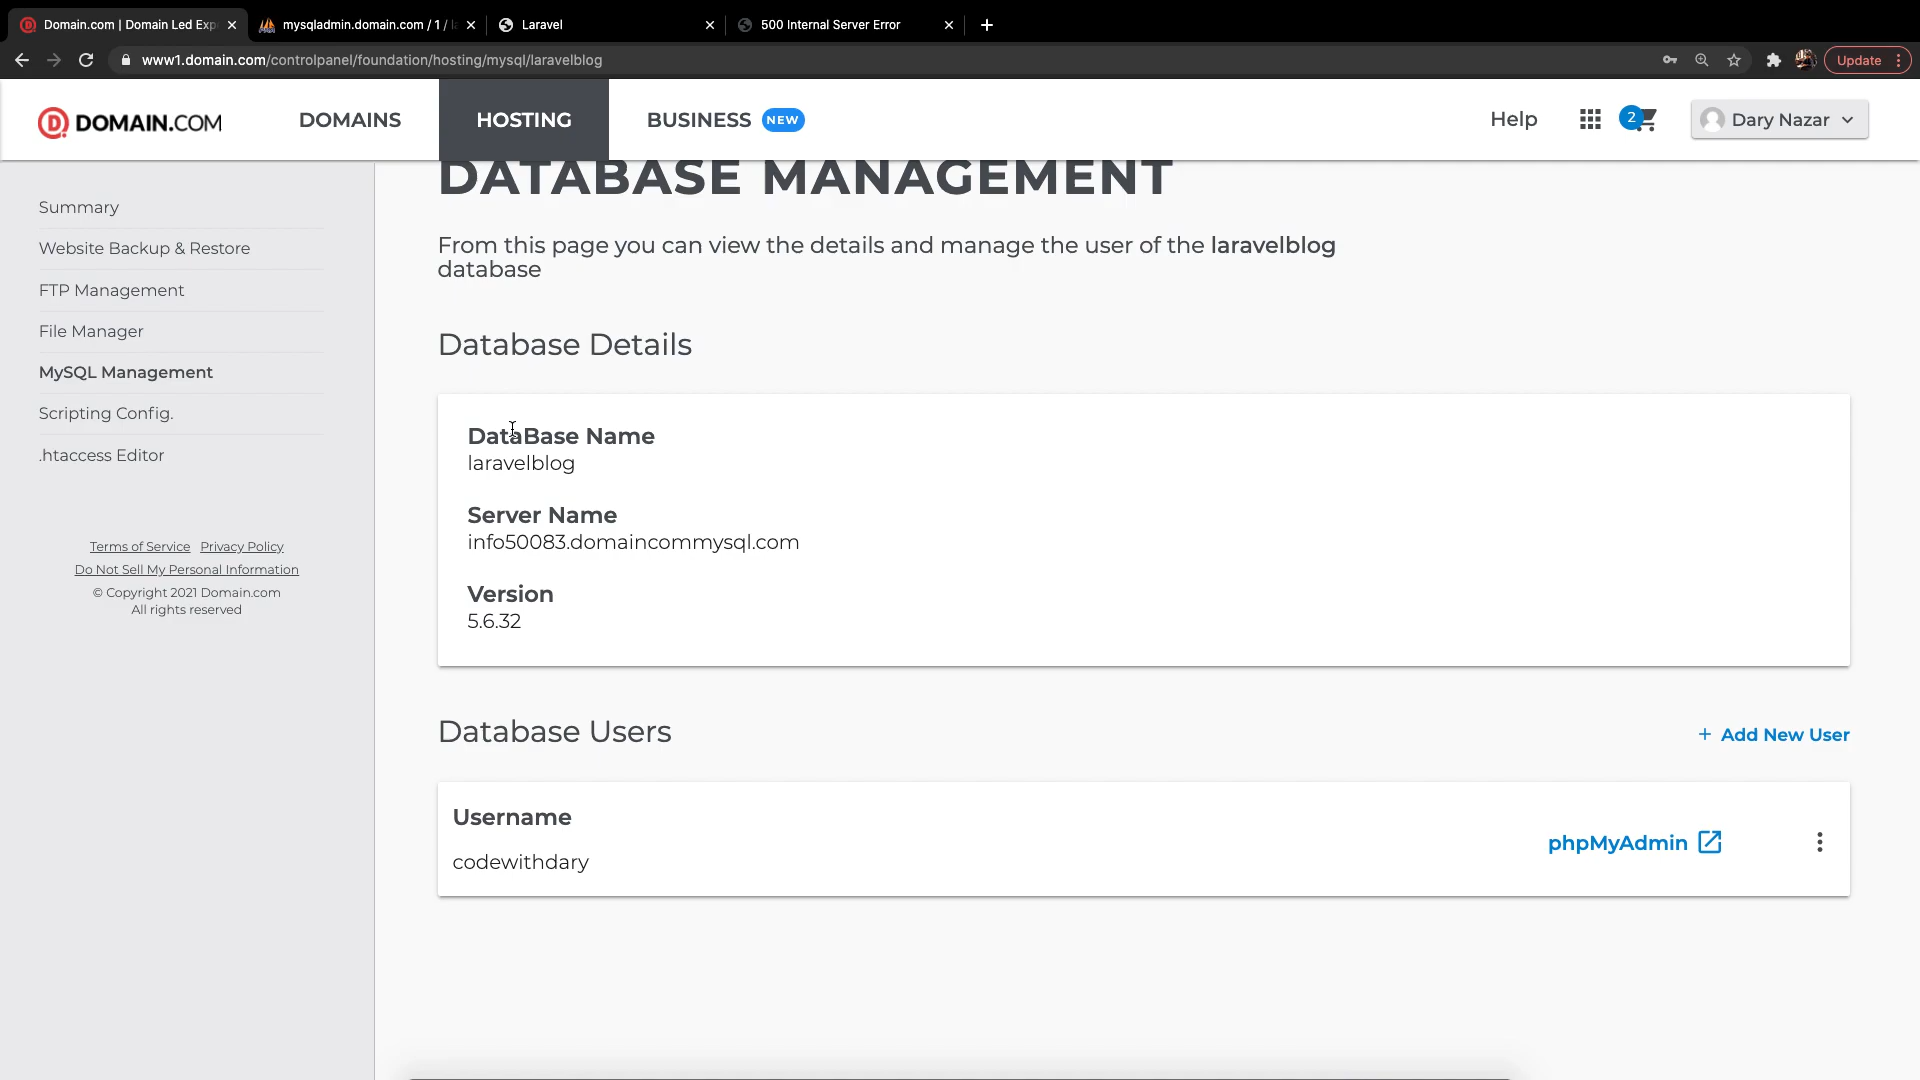 Domain.com | Domain Led Exp
mysqladmin.domain.com / 1 / la
Laravel
500 Internal Server Error
www1.domain.com/controlpanel/foundation/hosting/mysql/laravelblog
Update
DOMAIN.COM
DOMAINS
HOSTING
BUSINESS NEW
Help
2
Dary Nazar
Summary
Website Backup & Restore
FTP Management
File Manager
MySQL Management
Scripting Config.
.htaccess Editor
Terms of Service Privacy Policy
Do Not Sell My Personal Information
© Copyright 2021 Domain.com
All rights reserved
DATABASE MANAGEMENT
From this page you can view the details and manage the user of the laravelblog
database
Database Details
DataBase Name
laravelblog
Server Name
info50083.domaincommysql.com
Version
5.6.32
Database Users
+ Add New User
Username
codewithdary
phpMyAdmin